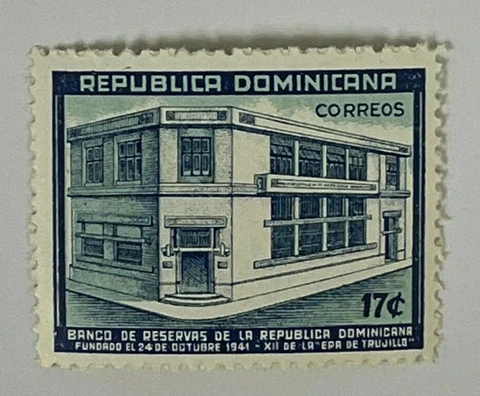 REPUBLICA DOMINICANA
CORREOS
17¢
BANCO DE RESERVAS DE LA REPUBLICA DOMINICANA
FUNDADO EL 24 DE OCTUBRE 1941 - XII DE LA "ERA DE TRUJILLO"